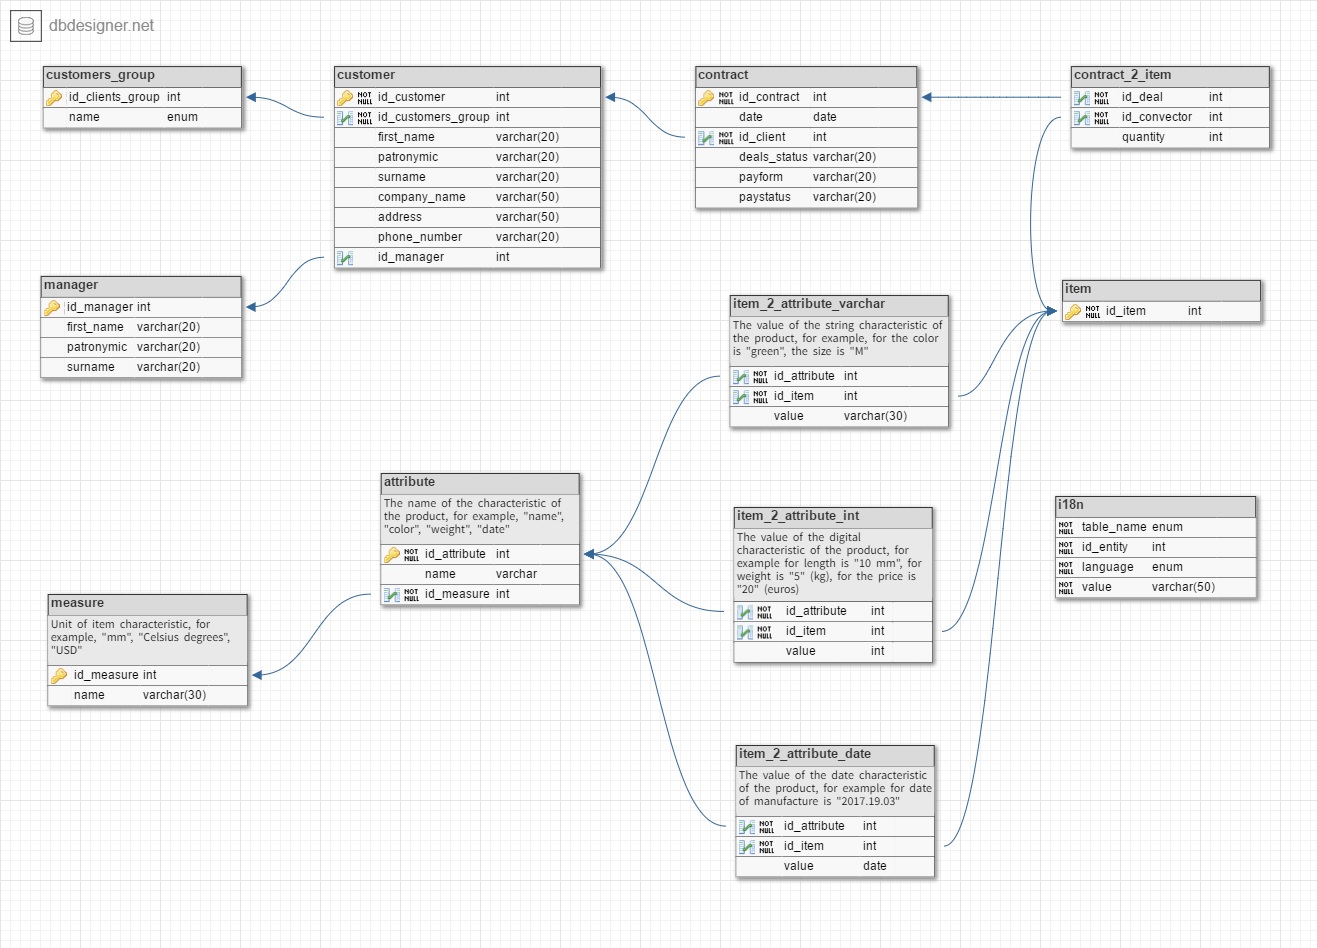 dbdesigner.net
customers_group
id_clients_group int
name enum
customer
NOT NULL id_customer int
NOT NULL id_customers_group int
first_name varchar(20)
patronymic varchar(20)
surname varchar(20)
company_name varchar(50)
address varchar(50)
phone_number varchar(20)
id_manager int
contract
NOT NULL id_contract int
date date
NOT NULL id_client int
deals_status varchar(20)
payform varchar(20)
paystatus varchar(20)
contract_2_item
NOT NULL id_deal int
NOT NULL id_convector int
quantity int
manager
id_manager int
first_name varchar(20)
patronymic varchar(20)
surname varchar(20)
item
NOT NULL id_item int
item_2_attribute_varchar
The value of the string characteristic of
the product, for example, for the color
is "green", the size is "M"
NOT NULL id_attribute int
NOT NULL id_item int
value varchar(30)
attribute
The name of the characteristic of
the product, for example, "name",
"color", "weight", "date"
NOT NULL id_attribute int
name varchar
NOT NULL id_measure int
item_2_attribute_int
The value of the digital
characteristic of the product, for
example for length is "10 mm", for
weight is "5" (kg), for the price is
"20" (euros)
NOT NULL id_attribute int
NOT NULL id_item int
value int
i18n
NOT NULL table_name enum
NOT NULL id_entity int
NOT NULL language enum
NOT NULL value varchar(50)
measure
Unit of item characteristic, for
example, "mm", "Celsius degrees",
"USD"
id_measure int
name varchar(30)
item_2_attribute_date
The value of the date characteristic
of the product, for example for date
of manufacture is "2017.19.03"
NOT NULL id_attribute int
NOT NULL id_item int
value date